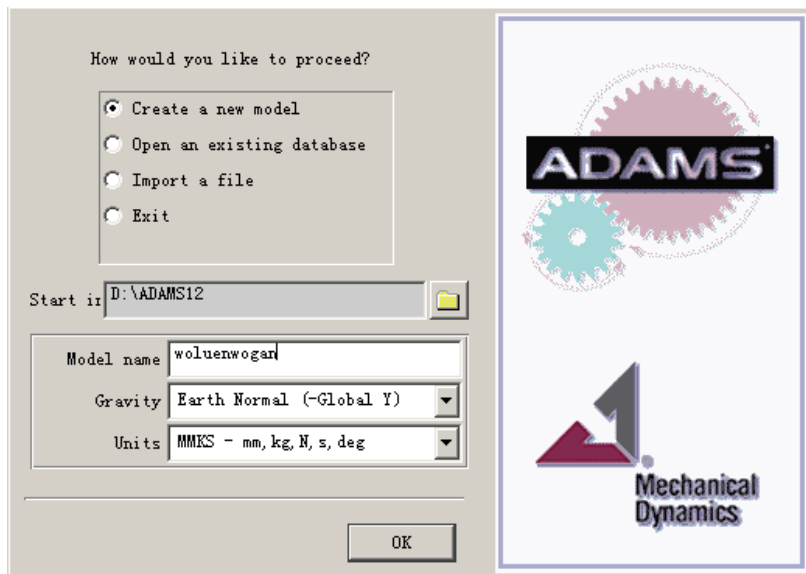 How would you like to proceed?
Create a new model
Open an existing database
Import a file
Exit
Start in D:\ADAMS12
Model name woluenwogan
Gravity Earth Normal (-Global Y)
Units MMKS - mm,kg,N,s,deg
OK
ADAMS
Mechanical
Dynamics